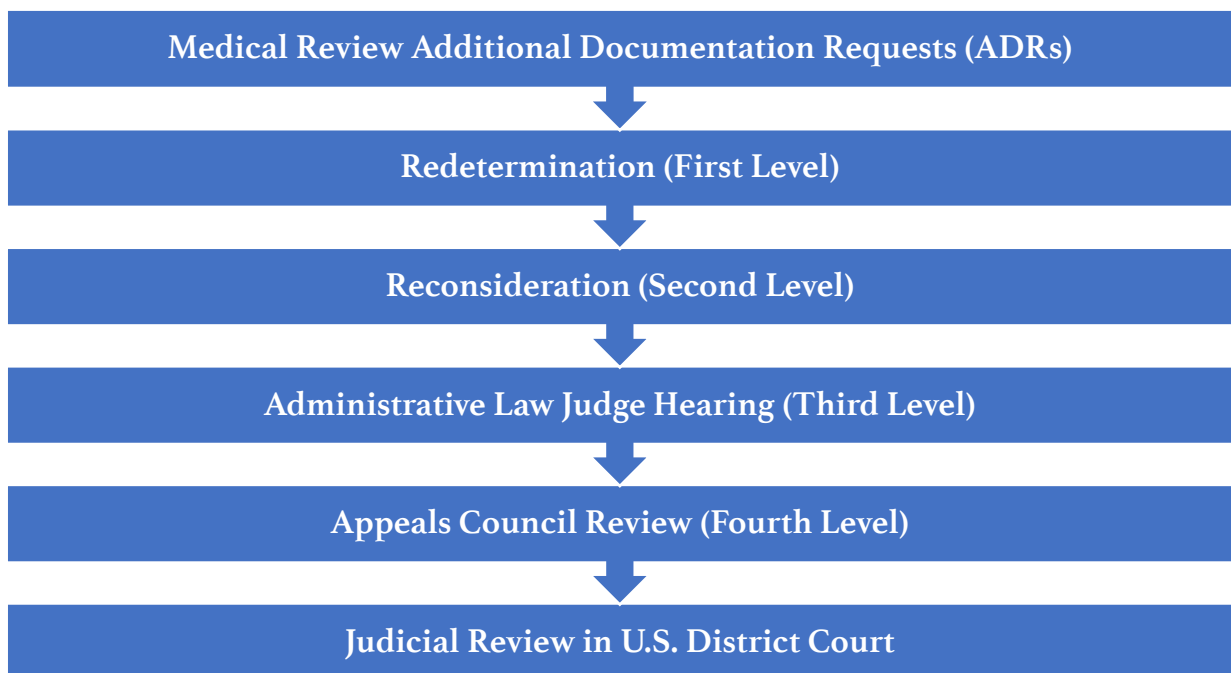 Medical Review Additional Documentation Requests (ADRs)
Redetermination (First Level)
Reconsideration (Second Level)
Administrative Law Judge Hearing (Third Level)
Appeals Council Review (Fourth Level)
Judicial Review in U.S. District Court